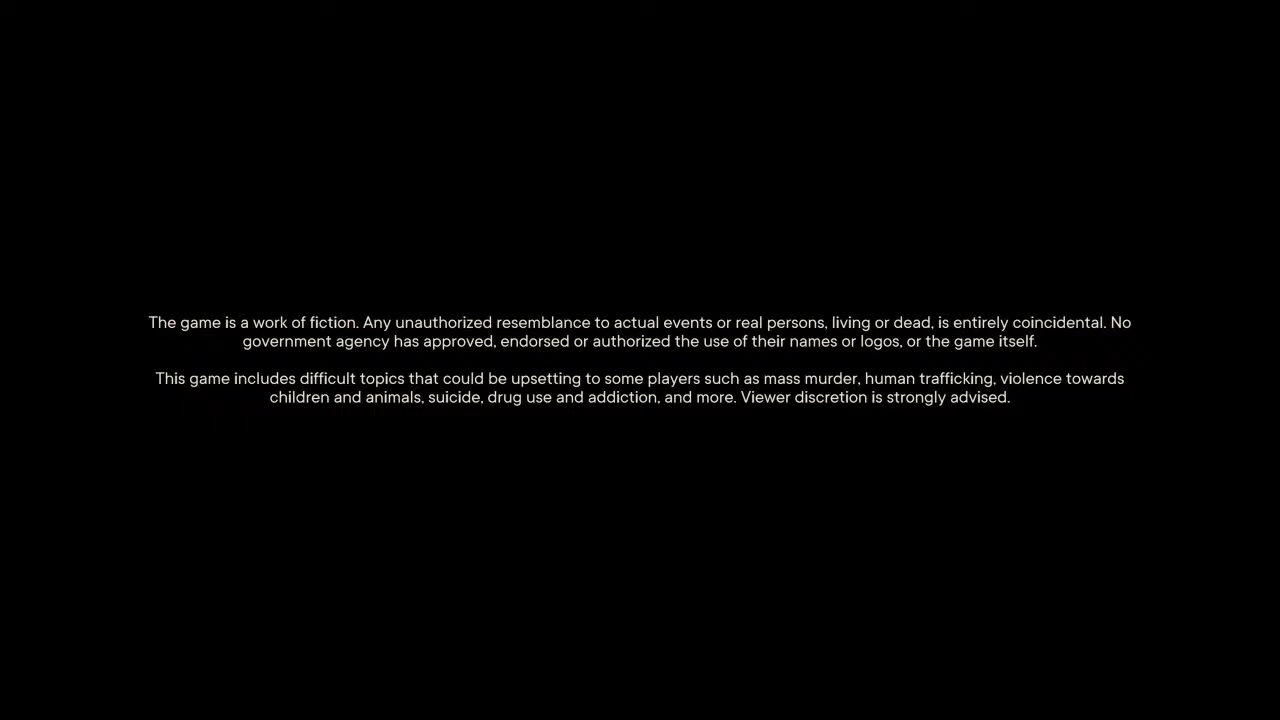 The game is a work of fiction. Any unauthorized resemblance to actual events or real persons, living or dead, is entirely coincidental. No
government agency has approved, endorsed or authorized the use of their names or logos, or the game itself.
This game includes difficult topics that could be upsetting to some players such as mass murder, human trafficking, violence towards
children and animals, suicide, drug use and addiction, and more. Viewer discretion is strongly advised.